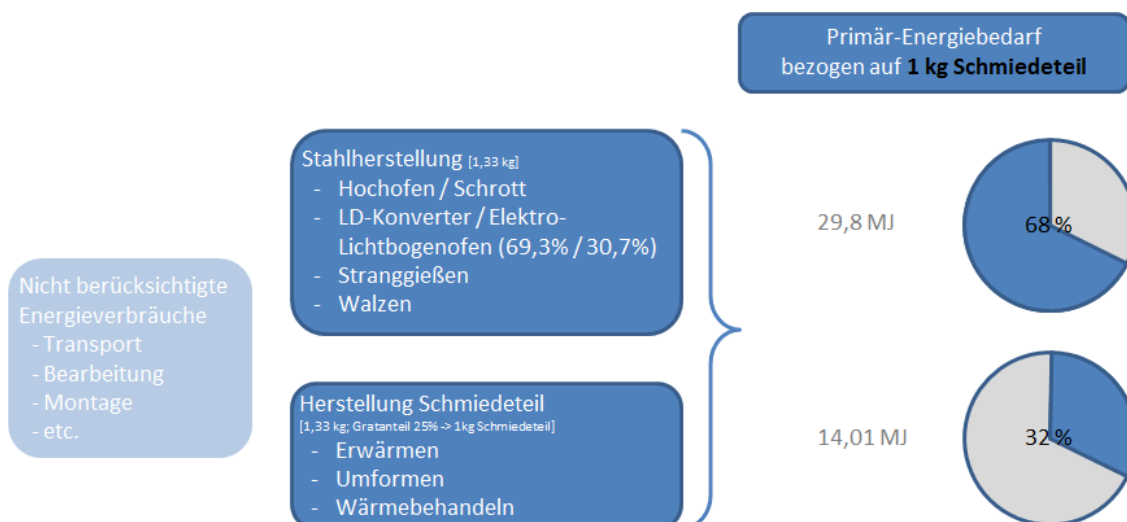 Primär-Energiebedarf
bezogen auf 1 kg Schmiedeteil
Stahlherstellung [1,33 kg]
- Hochofen / Schrott
- LD-Konverter / Elektro-
Lichtbogenofen (69,3% / 30,7%)
- Stranggießen
- Walzen
29,8 MJ
68 %
Nicht berücksichtigte
Energieverbräuche
- Transport
- Bearbeitung
- Montage
- etc.
Herstellung Schmiedeteil
[1,33 kg; Gratanteil 25% -> 1kg Schmiedeteil]
- Erwärmen
- Umformen
- Wärmebehandeln
14,01 MJ
32 %